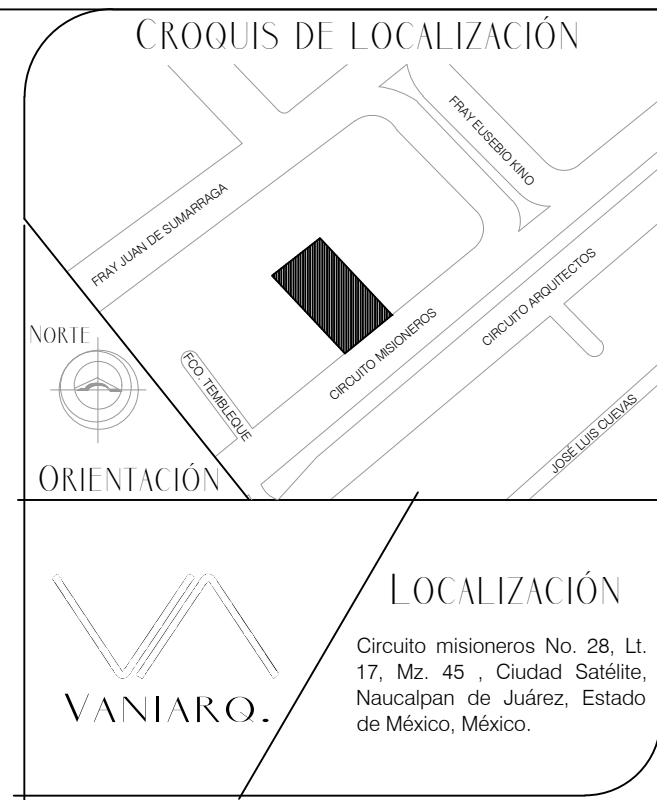 CROQUIS DE LOCALIZACIÓN
FRAY EUSEBIO KINO
FRAY JUAN DE SUMARRAGA
CIRCUITO ARQUITECTOS
CIRCUITO MISIONEROS
NORTE
FCO. TEMBLEQUE
JOSÉ LUIS CUEVAS
ORIENTACIÓN
VANIARQ.
LOCALIZACIÓN
Circuito misioneros No. 28, Lt.
17, Mz. 45 , Ciudad Satélite,
Naucalpan de Juárez, Estado
de México, México.